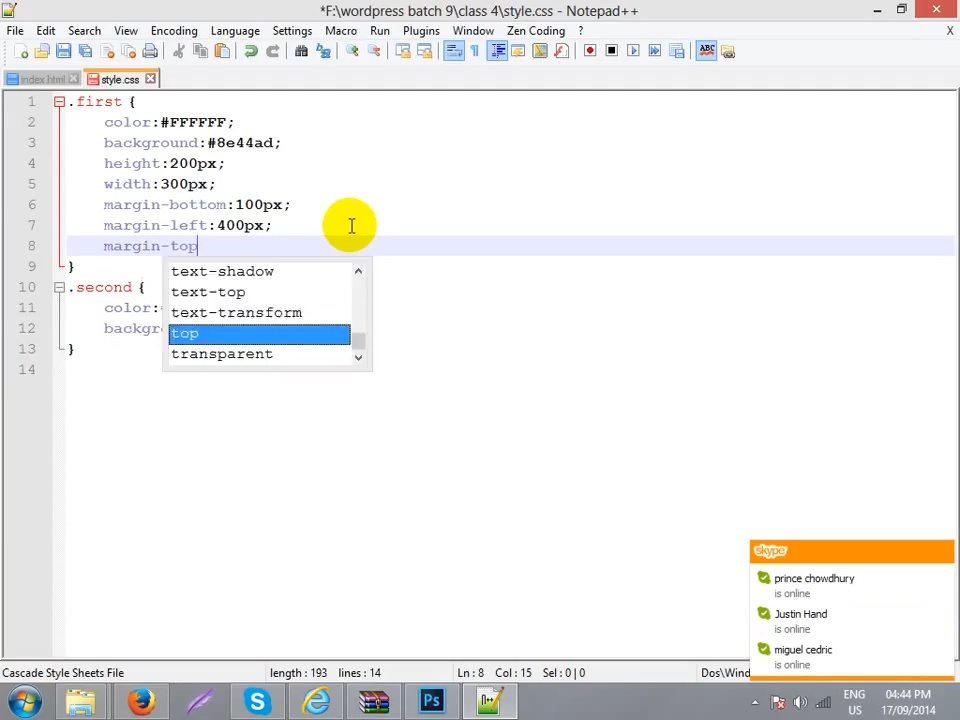 *F:\wordpress batch 9\class 4\style.css - Notepad++
File Edit Search View Encoding Language Settings Macro Run Plugins Window Zen Coding ? X
index.html style.css
1 .first {
2 color:#FFFFFF;
3 background:#8e44ad;
4 height:200px;
5 width:300px;
6 margin-bottom:100px;
7 margin-left:400px;
8 margin-top
9 }
10 .second {
11 color:
12 backgr
13 }
14
text-shadow
text-top
text-transform
top
transparent
skype
prince chowdhury
is online
Justin Hand
is online
miguel cedric
is online
Cascade Style Sheets File length : 193 lines : 14 Ln : 8 Col : 15 Sel : 0 | 0 Dos\Wind
ENG 04:44 PM
US 17/09/2014